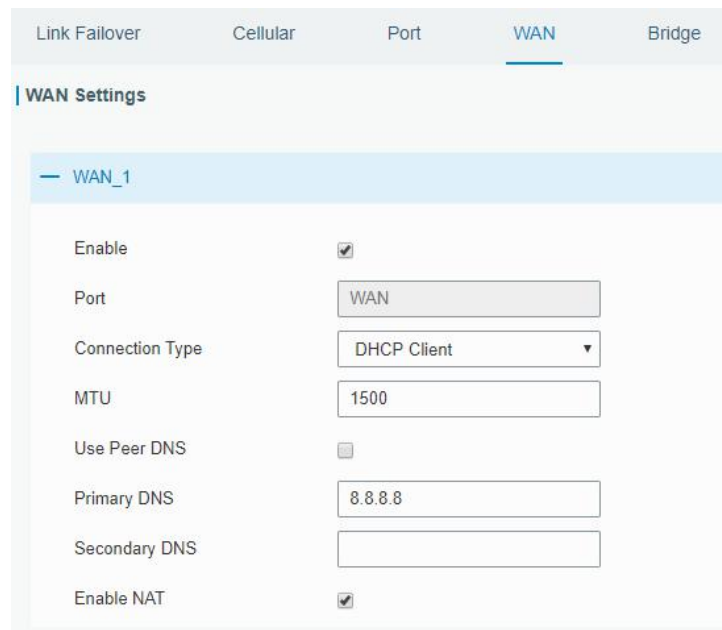 Link Failover Cellular Port WAN Bridge
WAN Settings
WAN_1
Enable
Port WAN
Connection Type DHCP Client
MTU 1500
Use Peer DNS
Primary DNS 8.8.8.8
Secondary DNS
Enable NAT